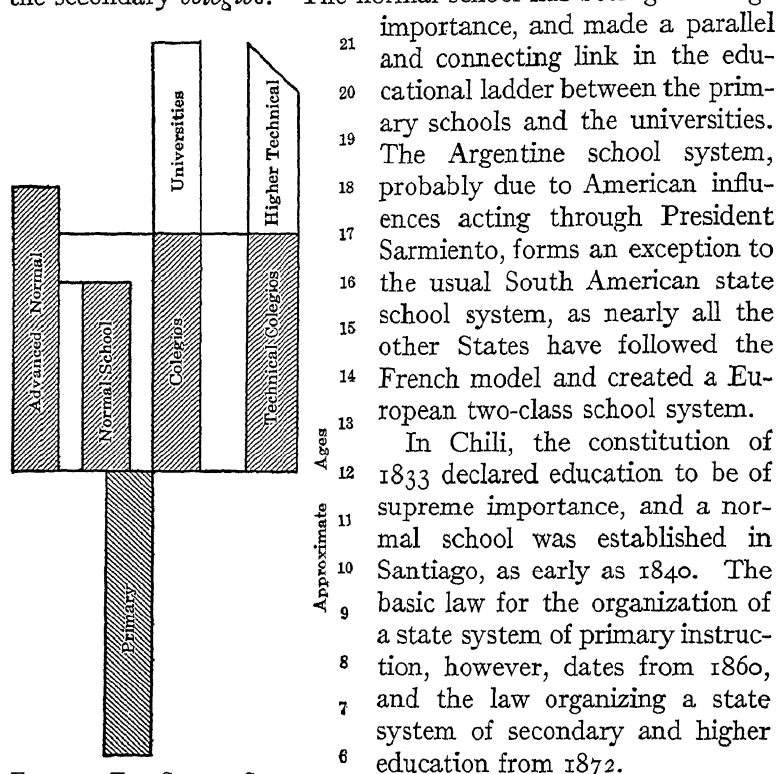 importance, and made a parallel
and connecting link in the edu-
cational ladder between the prim-
ary schools and the universities.
The Argentine school system,
probably due to American influ-
ences acting through President
Sarmiento, forms an exception to
the usual South American state
school system, as nearly all the
other States have followed the
French model and created a Eu-
ropean two-class school system.
In Chili, the constitution of
1833 declared education to be of
supreme importance, and a nor-
mal school was established in
Santiago, as early as 1840. The
basic law for the organization of
a state system of primary instruc-
tion, however, dates from 1860,
and the law organizing a state
system of secondary and higher
education from 1872.
Universities
Higher Technical
Advanced Normal
Normal School
Colegios
Technical Colegios
Primary
Approximate Ages
21
20
19
18
17
16
15
14
13
12
11
10
9
8
7
6